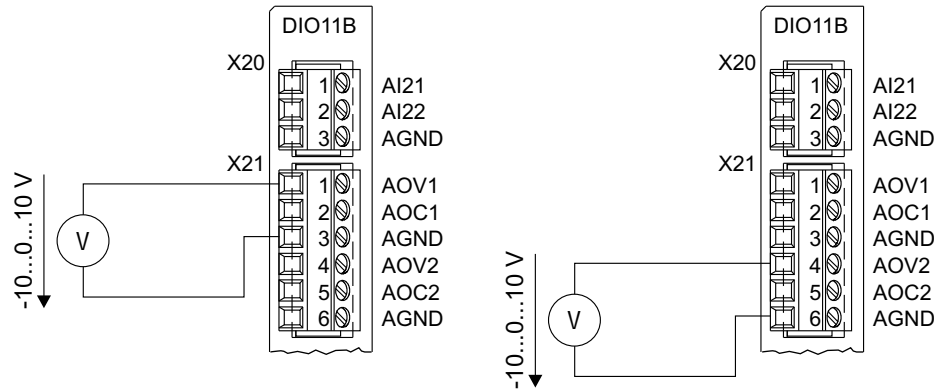 DIO11B
X20
1 AI21
2 AI22
3 AGND
X21
1 AOV1
2 AOC1
3 AGND
4 AOV2
5 AOC2
6 AGND
V
-10...0...10 V
DIO11B
X20
1 AI21
2 AI22
3 AGND
X21
1 AOV1
2 AOC1
3 AGND
4 AOV2
5 AOC2
6 AGND
V
-10...0...10 V